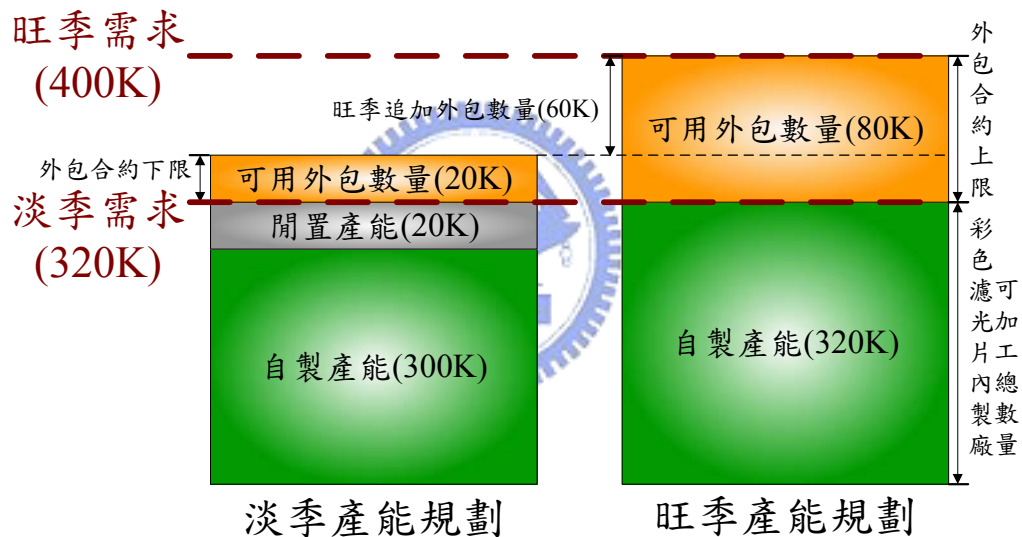 旺季需求
(400K)
旺季追加外包數量(60K)
外包合約下限
可用外包數量(20K)
淡季需求
(320K)
閒置產能(20K)
自製產能(300K)
可用外包數量(80K)
自製產能(320K)
外包合約上限
彩色濾光片內製廠
可加工總數量
淡季產能規劃
旺季產能規劃